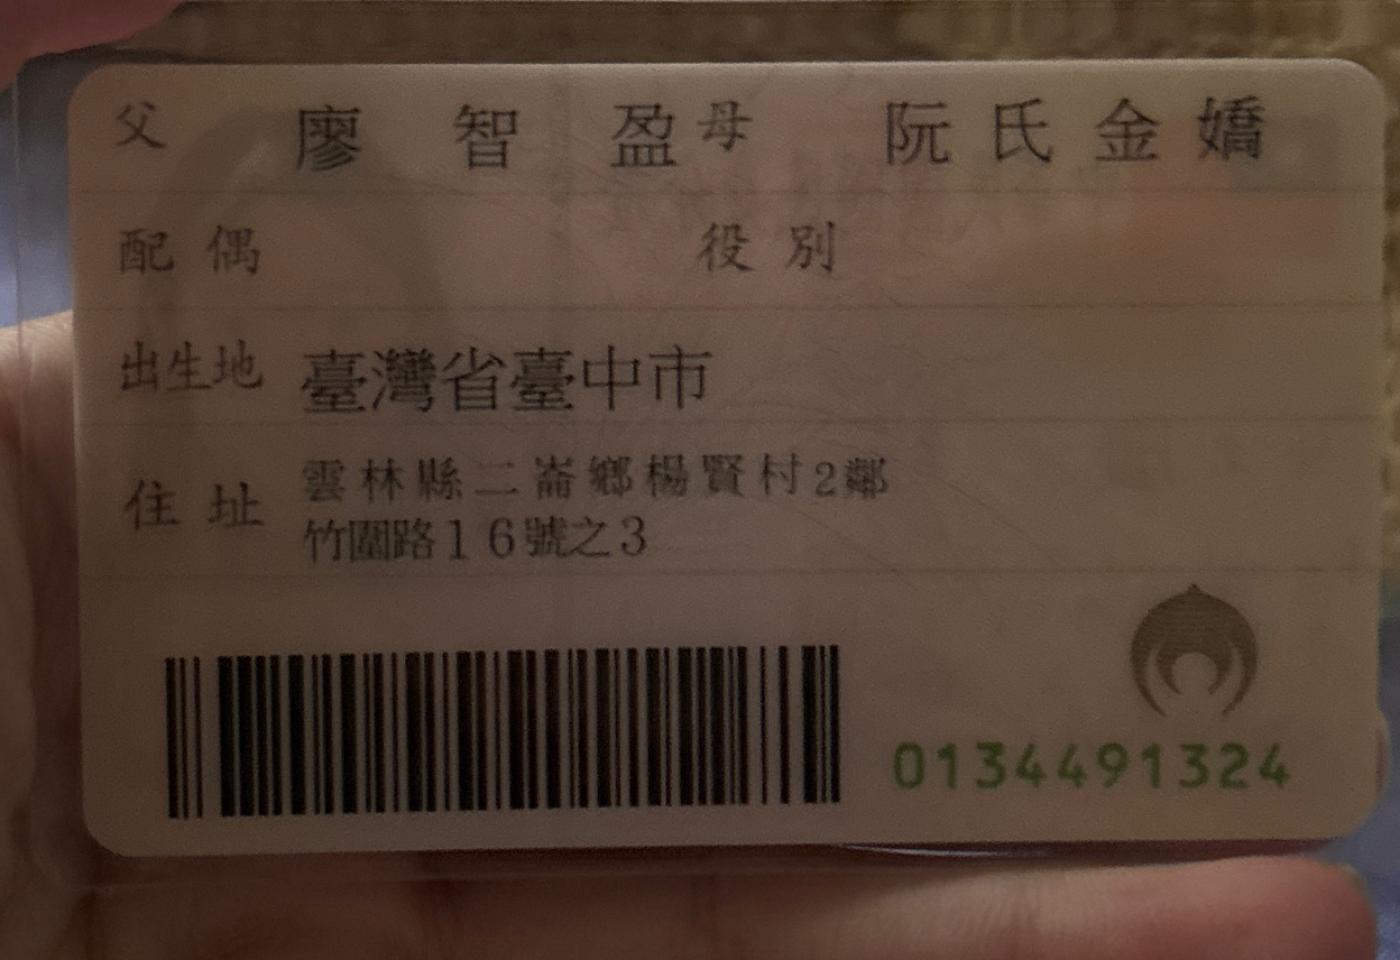 父 廖智盈 母 阮氏金嬌
配偶 役別
出生地 臺灣省臺中市
住址 雲林縣二崙鄉楊賢村2鄰
竹圍路16號之3
0134491324